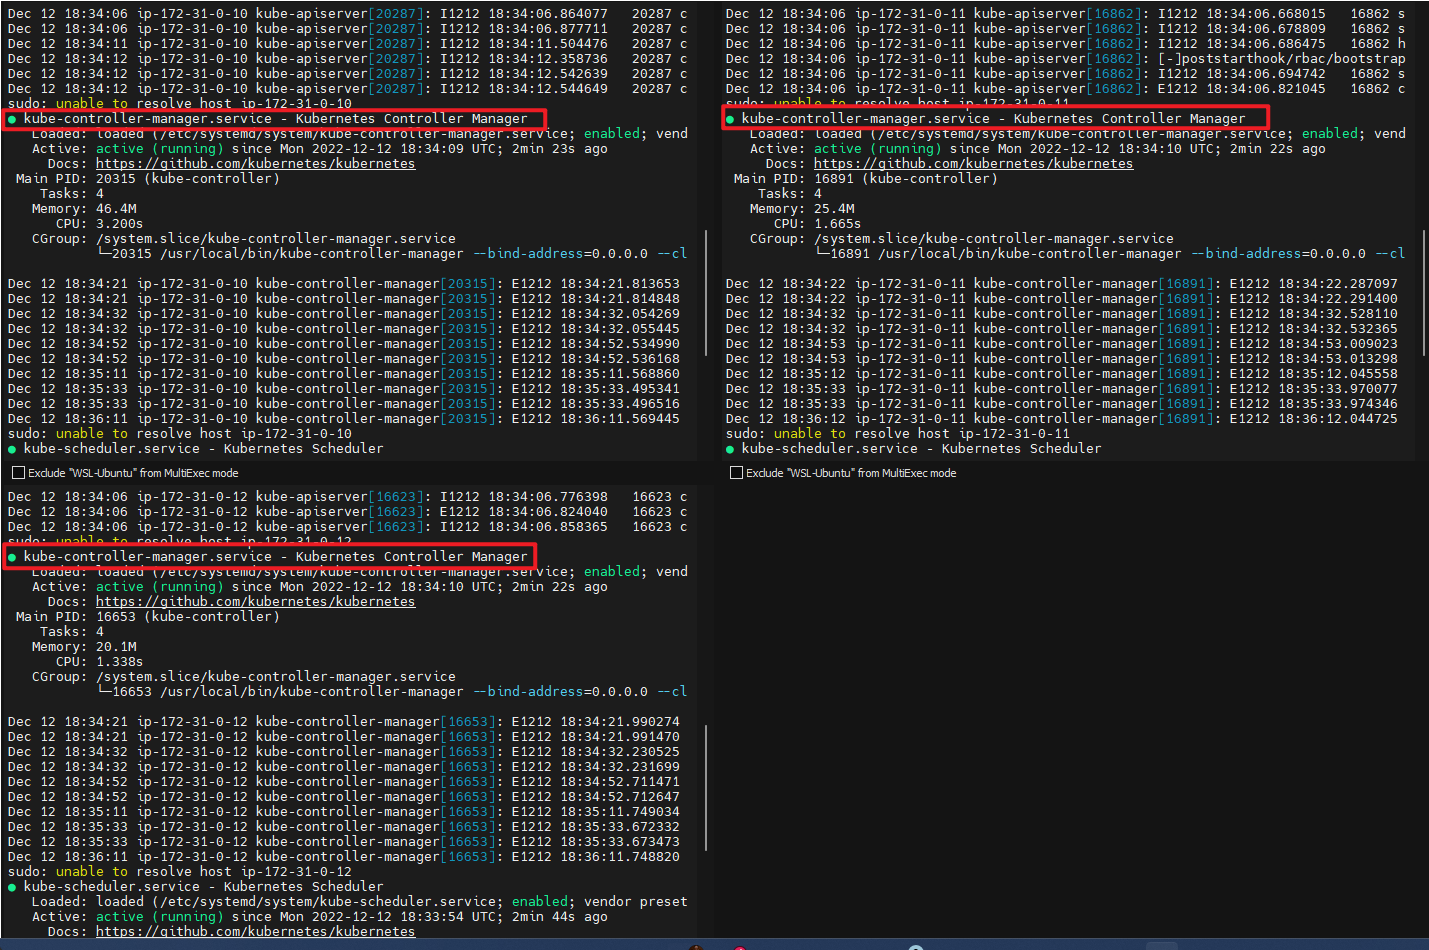 Dec 12 18:34:06 ip-172-31-0-10 kube-apiserver[20287]: I1212 18:34:06.864077   20287 c
Dec 12 18:34:06 ip-172-31-0-10 kube-apiserver[20287]: I1212 18:34:06.877711   20287 c
Dec 12 18:34:11 ip-172-31-0-10 kube-apiserver[20287]: I1212 18:34:11.504476   20287 c
Dec 12 18:34:12 ip-172-31-0-10 kube-apiserver[20287]: I1212 18:34:12.358736   20287 c
Dec 12 18:34:12 ip-172-31-0-10 kube-apiserver[20287]: I1212 18:34:12.542639   20287 c
Dec 12 18:34:12 ip-172-31-0-10 kube-apiserver[20287]: I1212 18:34:12.544649   20287 c
sudo: unable to resolve host ip-172-31-0-10
● kube-controller-manager.service - Kubernetes Controller Manager
Loaded: loaded (/etc/systemd/system/kube-controller-manager.service; enabled; vend
Active: active (running) since Mon 2022-12-12 18:34:09 UTC; 2min 23s ago
Docs: https://github.com/kubernetes/kubernetes
Main PID: 20315 (kube-controller)
Tasks: 4
Memory: 46.4M
CPU: 3.200s
CGroup: /system.slice/kube-controller-manager.service
└─20315 /usr/local/bin/kube-controller-manager --bind-address=0.0.0.0 --cl
Dec 12 18:34:21 ip-172-31-0-10 kube-controller-manager[20315]: E1212 18:34:21.813653
Dec 12 18:34:21 ip-172-31-0-10 kube-controller-manager[20315]: E1212 18:34:21.814848
Dec 12 18:34:32 ip-172-31-0-10 kube-controller-manager[20315]: E1212 18:34:32.054269
Dec 12 18:34:32 ip-172-31-0-10 kube-controller-manager[20315]: E1212 18:34:32.055445
Dec 12 18:34:52 ip-172-31-0-10 kube-controller-manager[20315]: E1212 18:34:52.534990
Dec 12 18:34:52 ip-172-31-0-10 kube-controller-manager[20315]: E1212 18:34:52.536168
Dec 12 18:35:11 ip-172-31-0-10 kube-controller-manager[20315]: E1212 18:35:11.568860
Dec 12 18:35:33 ip-172-31-0-10 kube-controller-manager[20315]: E1212 18:35:33.495341
Dec 12 18:35:33 ip-172-31-0-10 kube-controller-manager[20315]: E1212 18:35:33.496516
Dec 12 18:36:11 ip-172-31-0-10 kube-controller-manager[20315]: E1212 18:36:11.569445
sudo: unable to resolve host ip-172-31-0-10
● kube-scheduler.service - Kubernetes Scheduler
Exclude "WSL-Ubuntu" from MultiExec mode
Dec 12 18:34:06 ip-172-31-0-11 kube-apiserver[16862]: I1212 18:34:06.668015   16862 s
Dec 12 18:34:06 ip-172-31-0-11 kube-apiserver[16862]: I1212 18:34:06.678809   16862 s
Dec 12 18:34:06 ip-172-31-0-11 kube-apiserver[16862]: I1212 18:34:06.686475   16862 h
Dec 12 18:34:06 ip-172-31-0-11 kube-apiserver[16862]: [-]poststarthook/rbac/bootstrap
Dec 12 18:34:06 ip-172-31-0-11 kube-apiserver[16862]: I1212 18:34:06.694742   16862 s
Dec 12 18:34:06 ip-172-31-0-11 kube-apiserver[16862]: E1212 18:34:06.821045   16862 c
sudo: unable to resolve host ip-172-31-0-11
● kube-controller-manager.service - Kubernetes Controller Manager
Loaded: loaded (/etc/systemd/system/kube-controller-manager.service; enabled; vend
Active: active (running) since Mon 2022-12-12 18:34:10 UTC; 2min 22s ago
Docs: https://github.com/kubernetes/kubernetes
Main PID: 16891 (kube-controller)
Tasks: 4
Memory: 25.4M
CPU: 1.665s
CGroup: /system.slice/kube-controller-manager.service
└─16891 /usr/local/bin/kube-controller-manager --bind-address=0.0.0.0 --cl
Dec 12 18:34:22 ip-172-31-0-11 kube-controller-manager[16891]: E1212 18:34:22.287097
Dec 12 18:34:22 ip-172-31-0-11 kube-controller-manager[16891]: E1212 18:34:22.291400
Dec 12 18:34:32 ip-172-31-0-11 kube-controller-manager[16891]: E1212 18:34:32.528110
Dec 12 18:34:32 ip-172-31-0-11 kube-controller-manager[16891]: E1212 18:34:32.532365
Dec 12 18:34:53 ip-172-31-0-11 kube-controller-manager[16891]: E1212 18:34:53.009023
Dec 12 18:34:53 ip-172-31-0-11 kube-controller-manager[16891]: E1212 18:34:53.013298
Dec 12 18:35:12 ip-172-31-0-11 kube-controller-manager[16891]: E1212 18:35:12.045558
Dec 12 18:35:33 ip-172-31-0-11 kube-controller-manager[16891]: E1212 18:35:33.970077
Dec 12 18:35:33 ip-172-31-0-11 kube-controller-manager[16891]: E1212 18:35:33.974346
Dec 12 18:36:12 ip-172-31-0-11 kube-controller-manager[16891]: E1212 18:36:12.044725
sudo: unable to resolve host ip-172-31-0-11
● kube-scheduler.service - Kubernetes Scheduler
Exclude "WSL-Ubuntu" from MultiExec mode
Dec 12 18:34:06 ip-172-31-0-12 kube-apiserver[16623]: I1212 18:34:06.776398   16623 c
Dec 12 18:34:06 ip-172-31-0-12 kube-apiserver[16623]: E1212 18:34:06.824040   16623 c
Dec 12 18:34:06 ip-172-31-0-12 kube-apiserver[16623]: I1212 18:34:06.858365   16623 c
sudo: unable to resolve host ip-172-31-0-12
● kube-controller-manager.service - Kubernetes Controller Manager
Loaded: loaded (/etc/systemd/system/kube-controller-manager.service; enabled; vend
Active: active (running) since Mon 2022-12-12 18:34:10 UTC; 2min 22s ago
Docs: https://github.com/kubernetes/kubernetes
Main PID: 16653 (kube-controller)
Tasks: 4
Memory: 20.1M
CPU: 1.338s
CGroup: /system.slice/kube-controller-manager.service
└─16653 /usr/local/bin/kube-controller-manager --bind-address=0.0.0.0 --cl
Dec 12 18:34:21 ip-172-31-0-12 kube-controller-manager[16653]: E1212 18:34:21.990274
Dec 12 18:34:21 ip-172-31-0-12 kube-controller-manager[16653]: E1212 18:34:21.991470
Dec 12 18:34:32 ip-172-31-0-12 kube-controller-manager[16653]: E1212 18:34:32.230525
Dec 12 18:34:32 ip-172-31-0-12 kube-controller-manager[16653]: E1212 18:34:32.231699
Dec 12 18:34:52 ip-172-31-0-12 kube-controller-manager[16653]: E1212 18:34:52.711471
Dec 12 18:34:52 ip-172-31-0-12 kube-controller-manager[16653]: E1212 18:34:52.712647
Dec 12 18:35:11 ip-172-31-0-12 kube-controller-manager[16653]: E1212 18:35:11.749034
Dec 12 18:35:33 ip-172-31-0-12 kube-controller-manager[16653]: E1212 18:35:33.672332
Dec 12 18:35:33 ip-172-31-0-12 kube-controller-manager[16653]: E1212 18:35:33.673473
Dec 12 18:36:11 ip-172-31-0-12 kube-controller-manager[16653]: E1212 18:36:11.748820
sudo: unable to resolve host ip-172-31-0-12
● kube-scheduler.service - Kubernetes Scheduler
Loaded: loaded (/etc/systemd/system/kube-scheduler.service; enabled; vendor preset
Active: active (running) since Mon 2022-12-12 18:33:54 UTC; 2min 44s ago
Docs: https://github.com/kubernetes/kubernetes